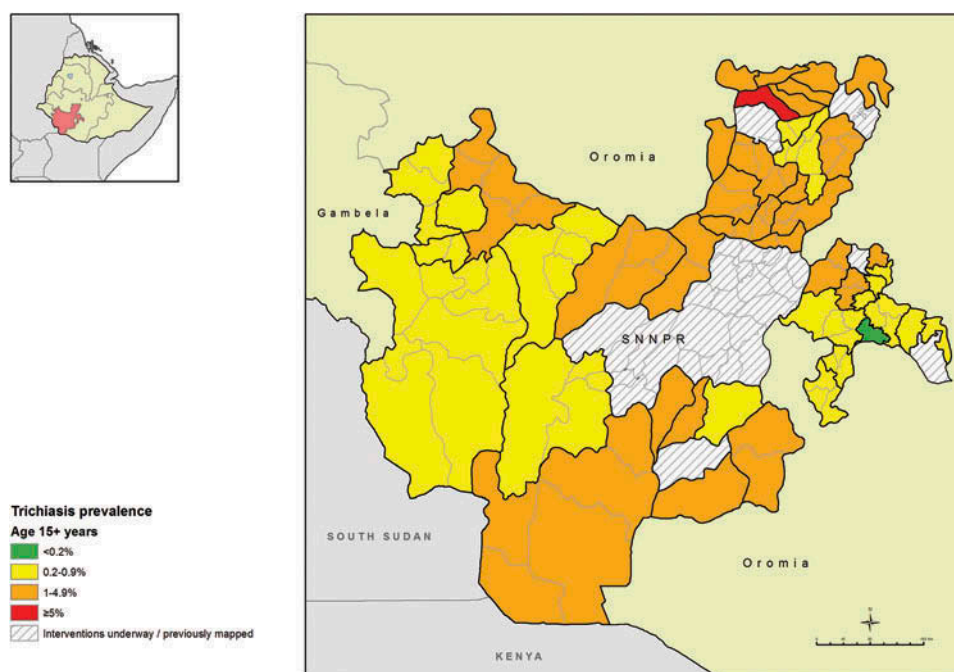 Oromia
Gambela
SNNPR
Trichiasis prevalence
Age 15+ years
<0.2%
0.2-0.9%
1-4.9%
≥5%
Interventions underway / previously mapped
SOUTH SUDAN
Oromia
KENYA